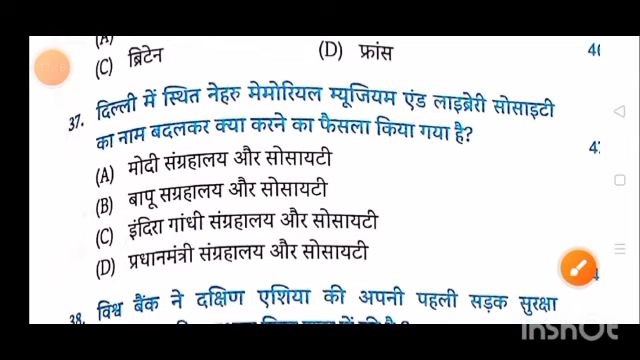 (A)
(C) ब्रिटेन (D) फ्रांस
37. दिल्ली में स्थित नेहरु मेमोरियल म्यूजियम एंड लाइब्रेरी सोसाइटी
का नाम बदलकर क्या करने का फैसला किया गया है?
(A) मोदी संग्रहालय और सोसायटी
(B) बापू सग्रहालय और सोसायटी
(C) इंदिरा गांधी संग्रहालय और सोसायटी
(D) प्रधानमंत्री संग्रहालय और सोसायटी
38. विश्व बैंक ने दक्षिण एशिया की अपनी पहली सड़क सुरक्षा
InShOt